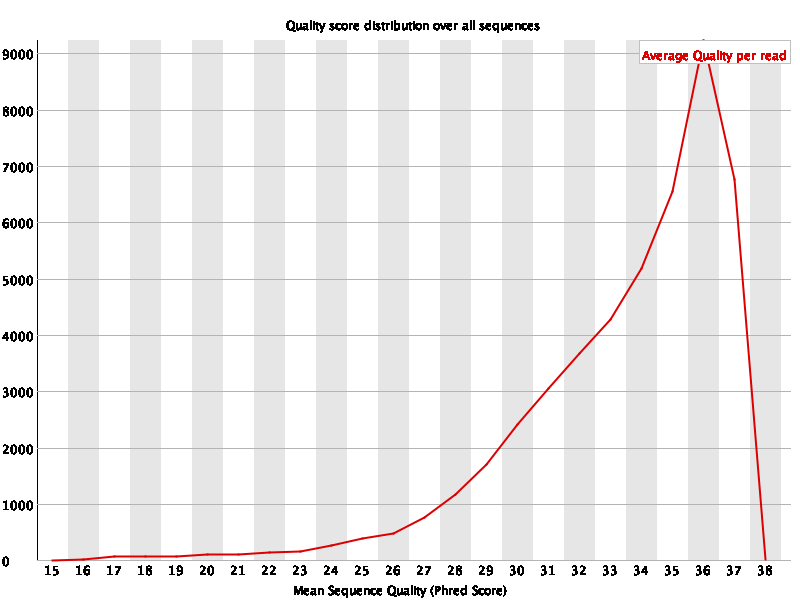 Quality score distribution over all sequences
Average Quality per read
9000
8000
7000
6000
5000
4000
3000
2000
1000
0
15 16 17 18 19 20 21 22 23 24 25 26 27 28 29 30 31 32 33 34 35 36 37 38
Mean Sequence Quality (Phred Score)